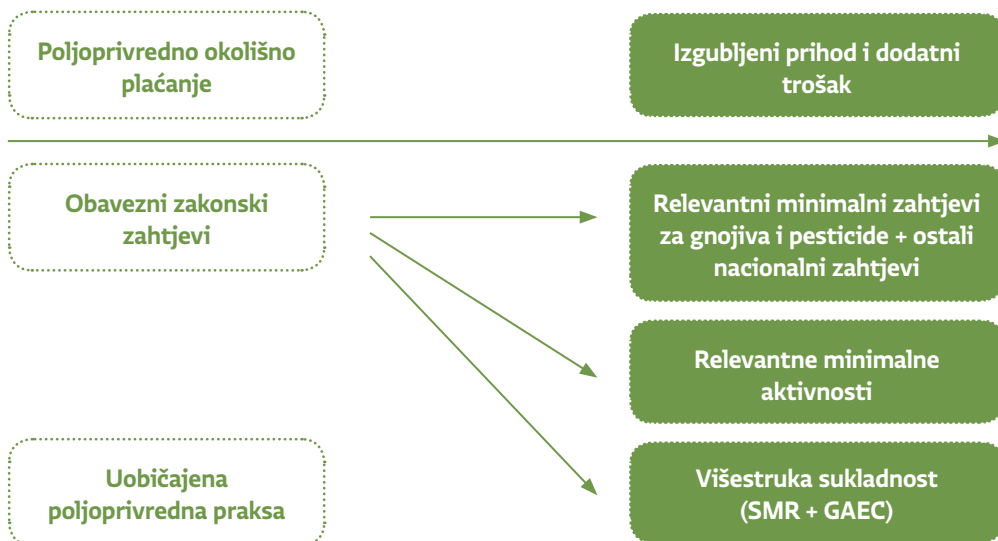 Poljoprivredno okolišno
plaćanje
Izgubljeni prihod i dodatni
trošak
Obavezni zakonski
zahtjevi
Relevantni minimalni zahtjevi
za gnojiva i pesticide + ostali
nacionalni zahtjevi
Relevantne minimalne
aktivnosti
Uobičajena
poljoprivredna praksa
Višestruka sukladnost
(SMR + GAEC)